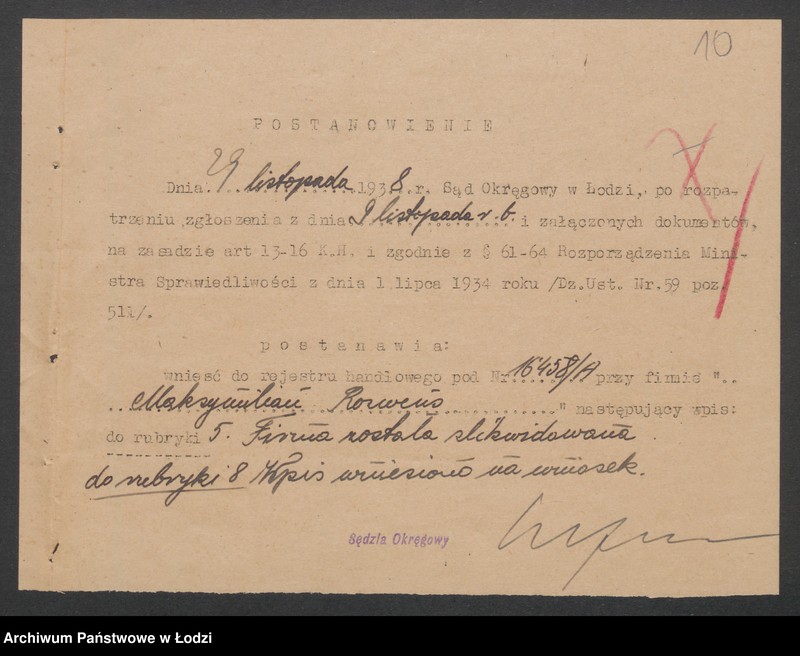 10
POSTANOWIENIE
Dnia 29 listopada 1938 r. Sąd Okręgowy w Łodzi, po rozpa-
trzeniu zgłoszenia z dnia 9 listopada r. b. i załączonych dokumentów,
na zasadzie art 13-16 K.H. i zgodnie z § 61-64 Rozporządzenia Mini-
stra Sprawiedliwości z dnia 1 lipca 1934 roku /Dz.Ust. Nr.59 poz.
511/.
postanawia:
wnieść do rejestru handlowego pod Nr 16458/A przy firmie "..
..Maksymilian" następujący wpis:
do rubryki 5. Firma została zlikwidowana.
do rubryki 8 Wpis wniesiono na wniosek.
Sędzia Okręgowy
Archiwum Państwowe w Łodzi